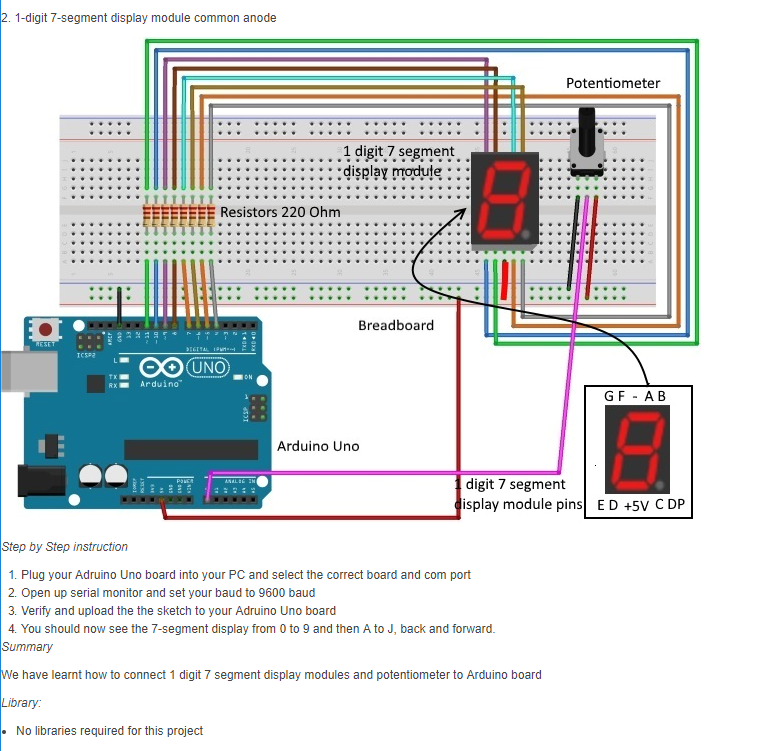 2. 1-digit 7-segment display module common anode
Potentiometer
1 digit 7 segment
display module
Resistors 220 Ohm
Breadboard
RESET
ICSP2
AREF
GND
DIGITAL (PWM=~)
L
TX
RX
UNO
Arduino™
ON
ICSP
Arduino Uno
G F - A B
POWER
ANALOG IN
1 digit 7 segment
display module pins
E D +5V C DP
Step by Step instruction
1. Plug your Adruino Uno board into your PC and select the correct board and com port
2. Open up serial monitor and set your baud to 9600 baud
3. Verify and upload the the sketch to your Adruino Uno board
4. You should now see the 7-segment display from 0 to 9 and then A to J, back and forward.
Summary
We have learnt how to connect 1 digit 7 segment display modules and potentiometer to Arduino board
Library:
• No libraries required for this project